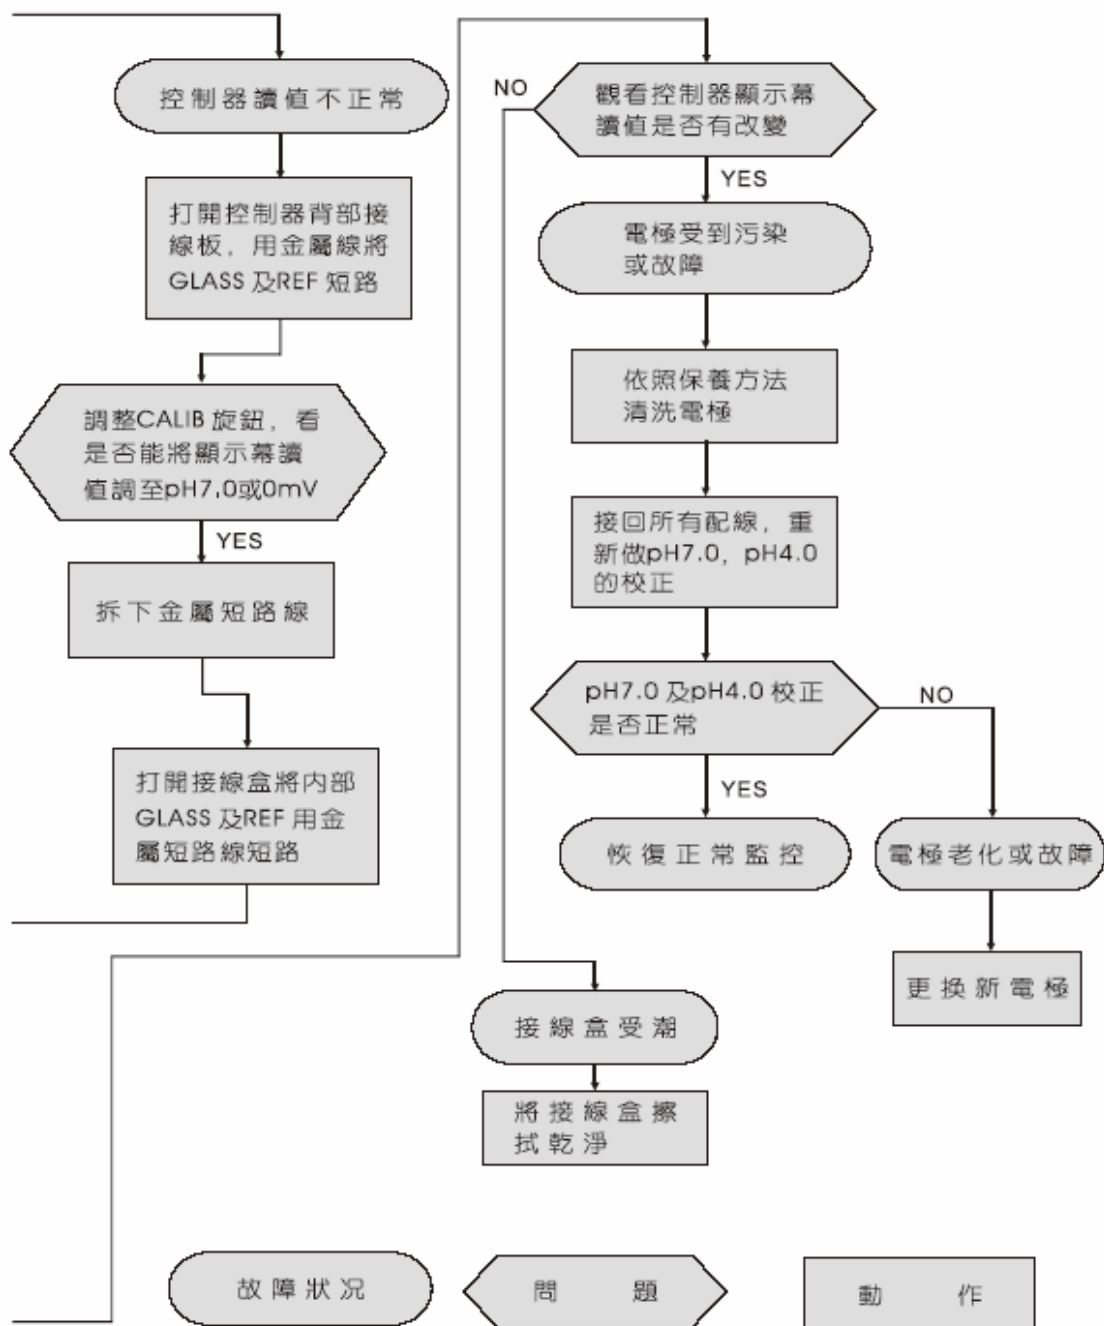 控制器讀值不正常
打開控制器背部接
線板，用金屬線將
GLASS 及REF 短路
調整CALIB 旋鈕，看
是否能將顯示幕讀
值調至pH7.0或0mV
YES
拆下金屬短路線
打開接線盒將内部
GLASS 及REF 用金
屬短路線短路
觀看控制器顯示幕
讀值是否有改變
NO
YES
電極受到污染
或故障
依照保養方法
清洗電極
接回所有配線，重
新做pH7.0，pH4.0
的校正
pH7.0 及pH4.0 校正
是否正常
NO
YES
恢復正常監控
電極老化或故障
更換新電極
接線盒受潮
將接線盒擦
拭乾淨
故障狀況
問 題
動 作